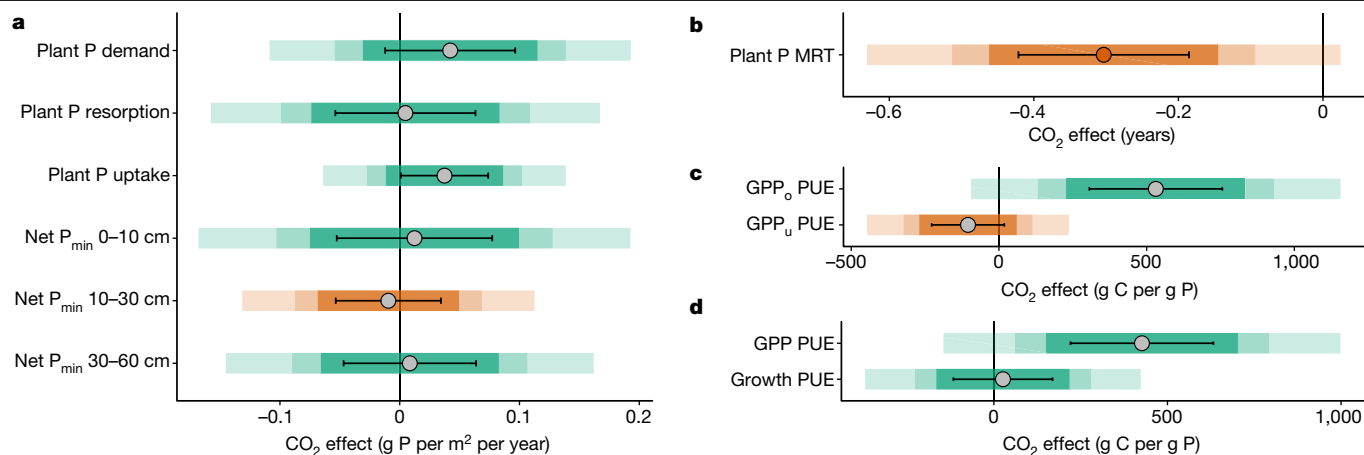 a
Plant P demand
Plant P resorption
Plant P uptake
Net Pmin 0–10 cm
Net Pmin 10–30 cm
Net Pmin 30–60 cm
–0.1 0 0.1 0.2
CO2 effect (g P per m² per year)
b
Plant P MRT
–0.6 –0.4 –0.2 0
CO2 effect (years)
c
GPPo PUE
GPPu PUE
–500 0 500 1,000
CO2 effect (g C per g P)
d
GPP PUE
Growth PUE
0 500 1,000
CO2 effect (g C per g P)